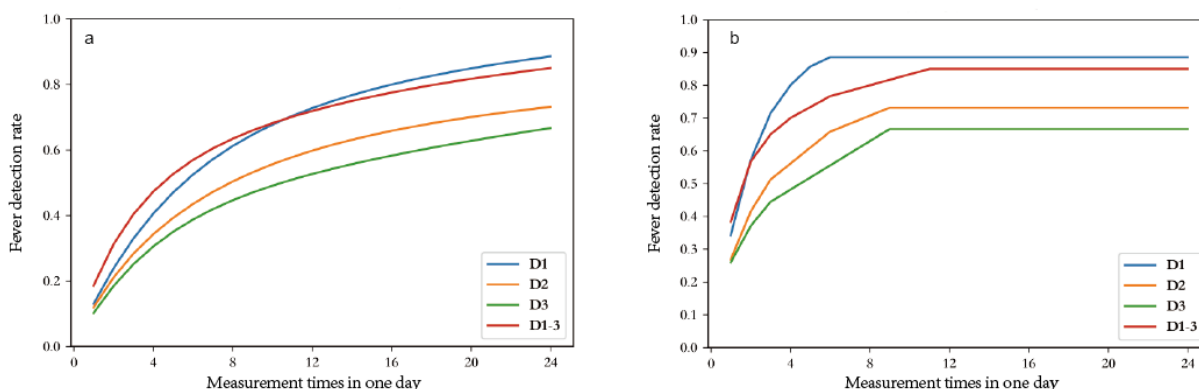 a
Fever detection rate
1.0
0.8
0.6
0.4
0.2
0.0
0 4 8 12 16 20 24
Measurement times in one day
D1
D2
D3
D1-3
b
Fever detection rate
1.0
0.9
0.8
0.7
0.6
0.5
0.4
0.3
0.2
0.1
0.0
0 4 8 12 16 20 24
Measurement times in one day
D1
D2
D3
D1-3